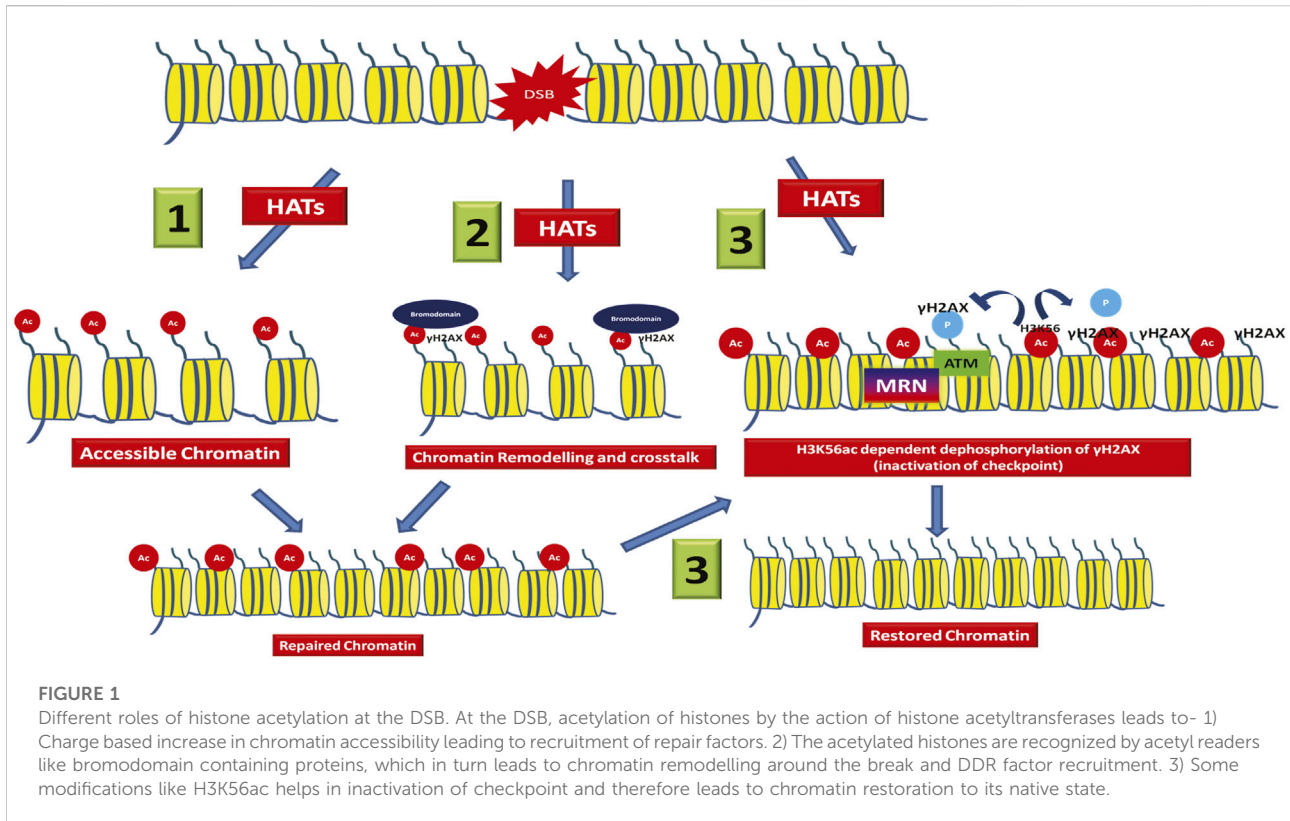 DSB
1
HATs
2
HATs
3
HATs
Ac
Ac
Ac
Ac
Bromodomain
Ac
γH2AX
Ac
Ac
Bromodomain
Ac
γH2AX
γH2AX
P
H3K56
P
γH2AX
γH2AX
γH2AX
Ac
Ac
Ac
Ac
Ac
Ac
ATM
MRN
Accessible Chromatin
Chromatin Remodelling and crosstalk
H3K56ac dependent dephosphorylation of γH2AX
(inactivation of checkpoint)
Ac
Ac
Ac
Ac
Ac
Ac
3
Repaired Chromatin
Restored Chromatin
FIGURE 1
Different roles of histone acetylation at the DSB. At the DSB, acetylation of histones by the action of histone acetyltransferases leads to- 1)
Charge based increase in chromatin accessibility leading to recruitment of repair factors. 2) The acetylated histones are recognized by acetyl readers
like bromodomain containing proteins, which in turn leads to chromatin remodelling around the break and DDR factor recruitment. 3) Some
modifications like H3K56ac helps in inactivation of checkpoint and therefore leads to chromatin restoration to its native state.